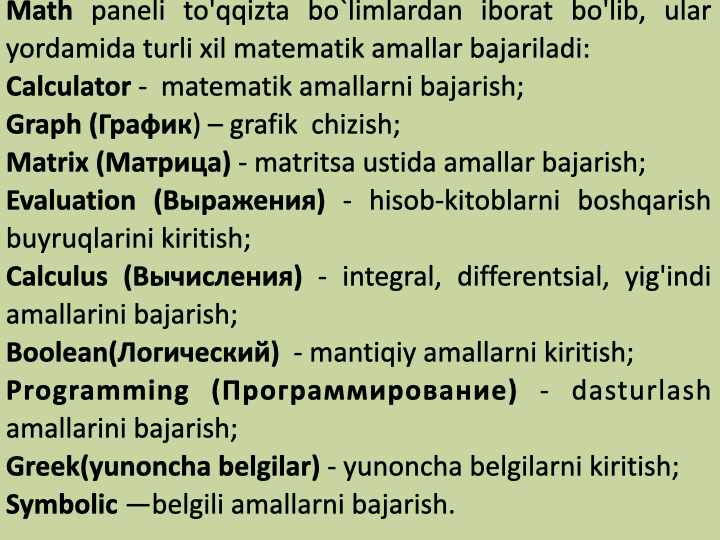 Math paneli to'qqizta bo`limlardan iborat bo'lib, ular
yordamida turli xil matematik amallar bajariladi:
Calculator - matematik amallarni bajarish;
Graph (График) – grafik chizish;
Matrix (Матрица) - matritsa ustida amallar bajarish;
Evaluation (Выражения) - hisob-kitoblarni boshqarish
buyruqlarini kiritish;
Calculus (Вычисления) - integral, differentsial, yig'indi
amallarini bajarish;
Boolean(Логический) - mantiqiy amallarni kiritish;
Programming (Программирование) - dasturlash
amallarini bajarish;
Greek(yunoncha belgilar) - yunoncha belgilarni kiritish;
Symbolic —belgili amallarni bajarish.